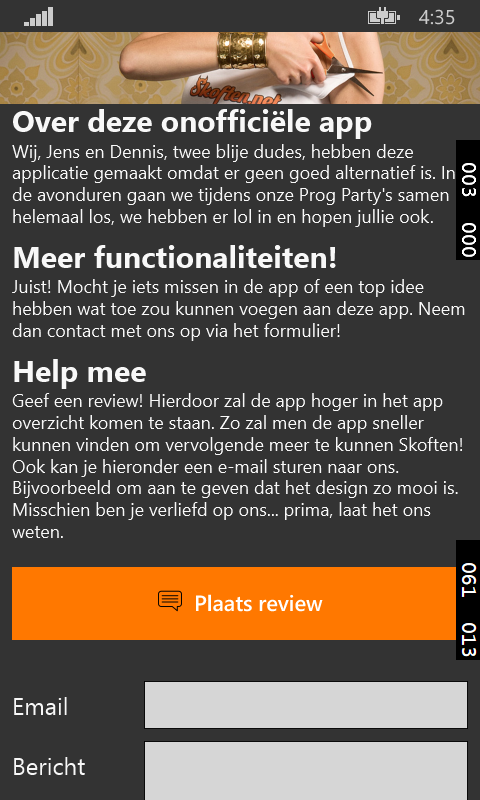 4:35
Skoften.net
Over deze onofficiële app
Wij, Jens en Dennis, twee blije dudes, hebben deze
applicatie gemaakt omdat er geen goed alternatief is. In
de avonduren gaan we tijdens onze Prog Party's samen
helemaal los, we hebben er lol in en hopen jullie ook.
003
000
Meer functionaliteiten!
Juist! Mocht je iets missen in de app of een top idee
hebben wat toe zou kunnen voegen aan deze app. Neem
dan contact met ons op via het formulier!
Help mee
Geef een review! Hierdoor zal de app hoger in het app
overzicht komen te staan. Zo zal men de app sneller
kunnen vinden om vervolgende meer te kunnen Skoften!
Ook kan je hieronder een e-mail sturen naar ons.
Bijvoorbeeld om aan te geven dat het design zo mooi is.
Misschien ben je verliefd op ons... prima, laat het ons
weten.
Plaats review
061
013
Email
Bericht